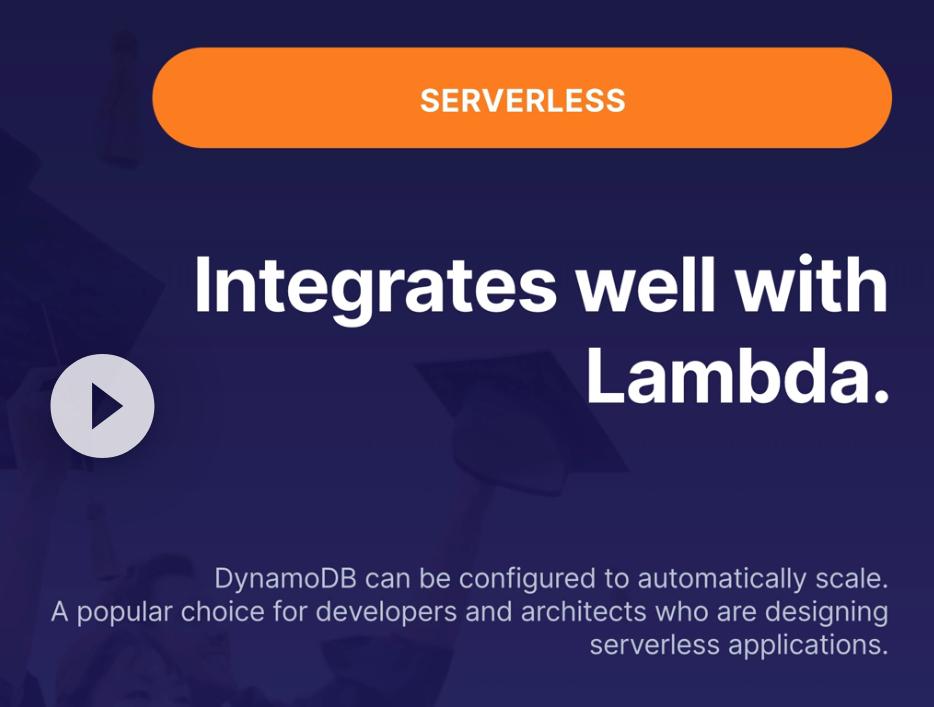 SERVERLESS
Integrates well with
Lambda.
DynamoDB can be configured to automatically scale.
A popular choice for developers and architects who are designing
serverless applications.